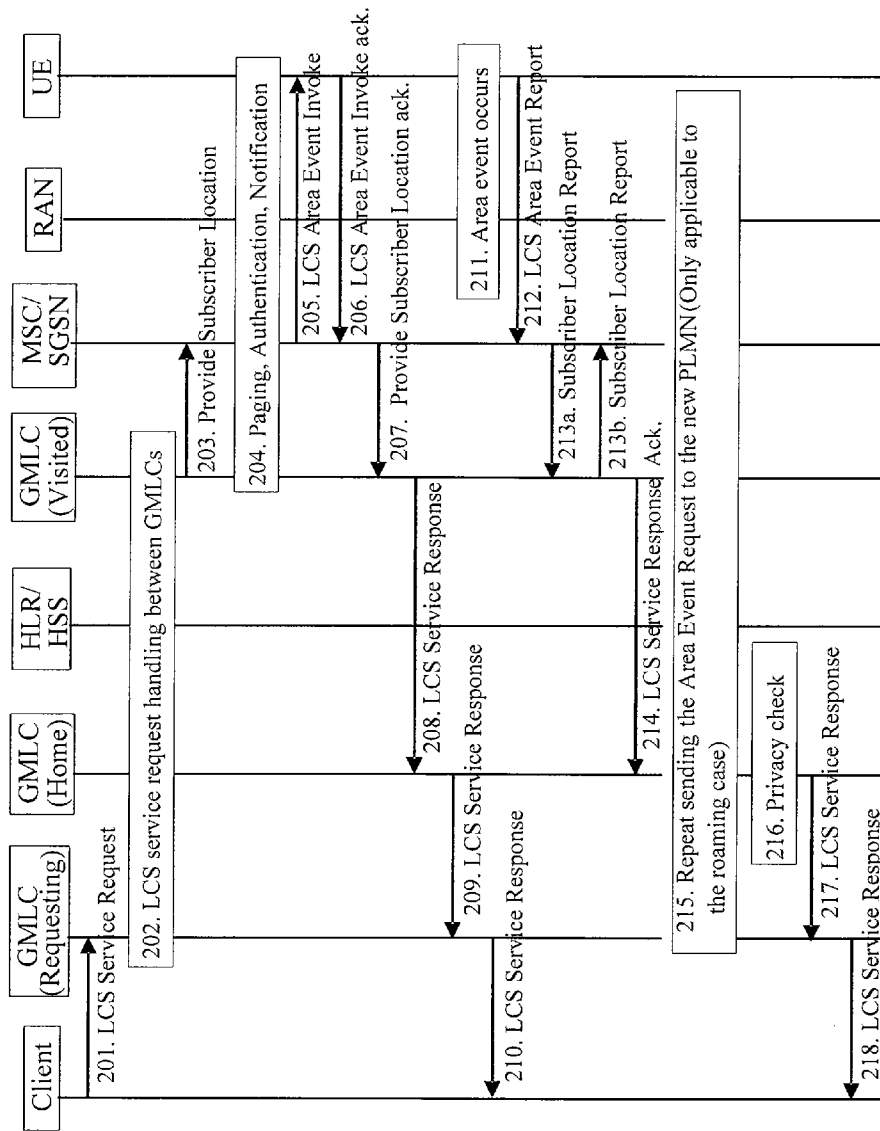 Client
GMLC
(Requesting)
GMLC
(Home)
HLR/
HSS
GMLC
(Visited)
MSC/
SGSN
RAN
UE
201. LCS Service Request
202. LCS service request handling between GMLCs
203. Provide Subscriber Location
204. Paging, Authentication, Notification
205. LCS Area Event Invoke
206. LCS Area Event Invoke ack.
207. Provide Subscriber Location ack.
208. LCS Service Response
209. LCS Service Response
210. LCS Service Response
211. Area event occurs
212. LCS Area Event Report
213a. Subscriber Location Report
213b. Subscriber Location Report
Ack.
214. LCS Service Response
215. Repeat sending the Area Event Request to the new PLMN(Only applicable to
the roaming case)
216. Privacy check
217. LCS Service Response
218. LCS Service Response